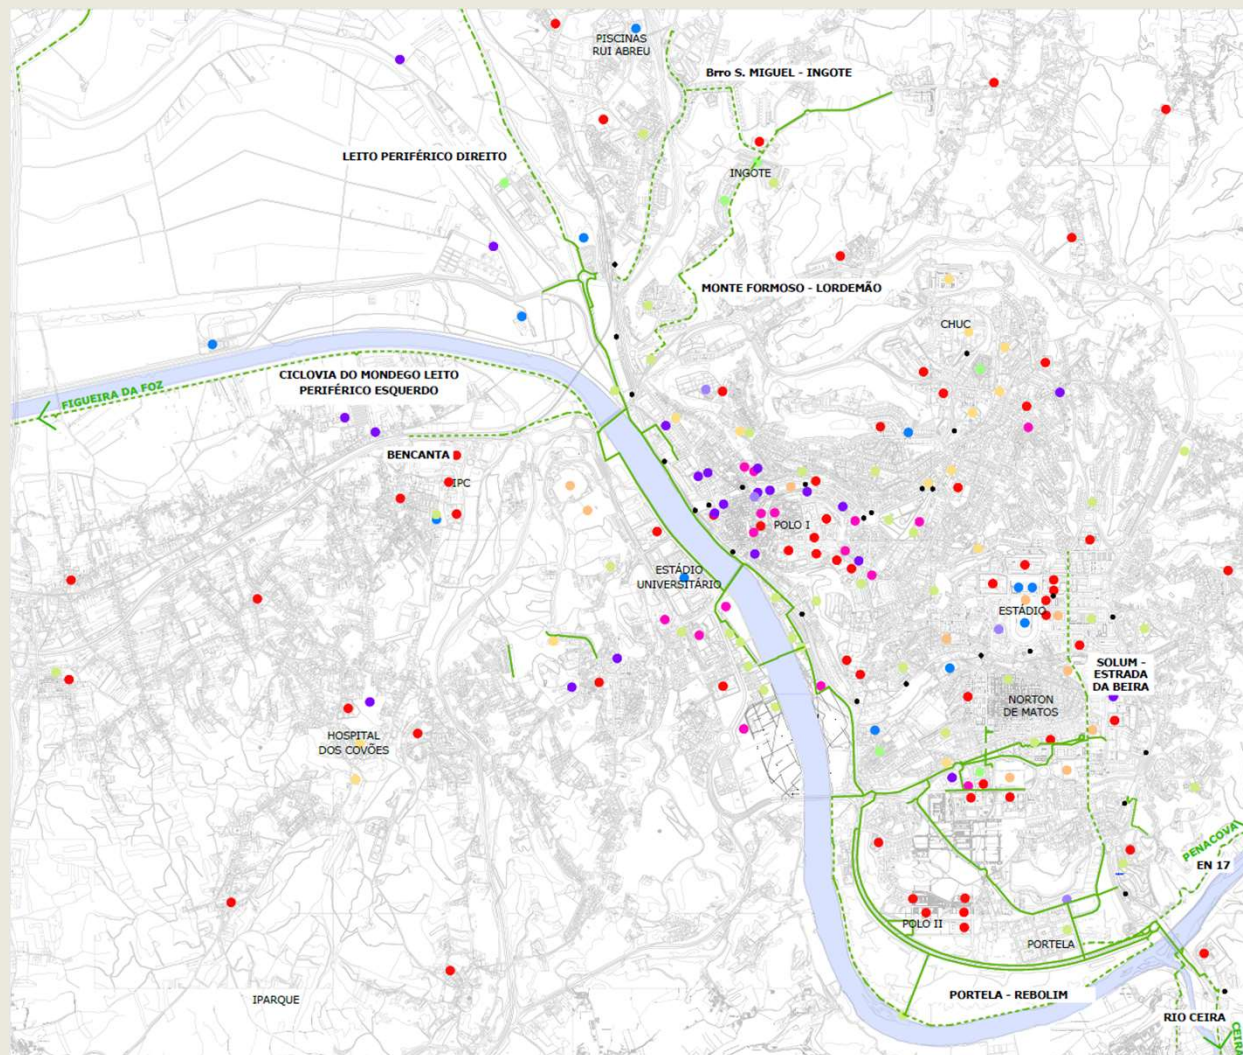 PISCINAS
RUI ABREU
Brro S. MIGUEL - INGOTE
LEITO PERIFÉRICO DIREITO
INGOTE
MONTE FORMOSO - LORDEMÃO
CHUC
CICLOVIA DO MONDEGO LEITO
PERIFÉRICO ESQUERDO
FIGUEIRA DA FOZ
BENCANTA
IPC
POLO I
ESTÁDIO
UNIVERSITÁRIO
ESTÁDIO
SOLUM -
ESTRADA
DA BEIRA
NORTON
DE MATOS
HOSPITAL
DOS COVÕES
PENACOVA
EN 17
POLO II
PORTELA
PORTELA - REBOLIM
IPARQUE
RIO CEIRA
CEIRA